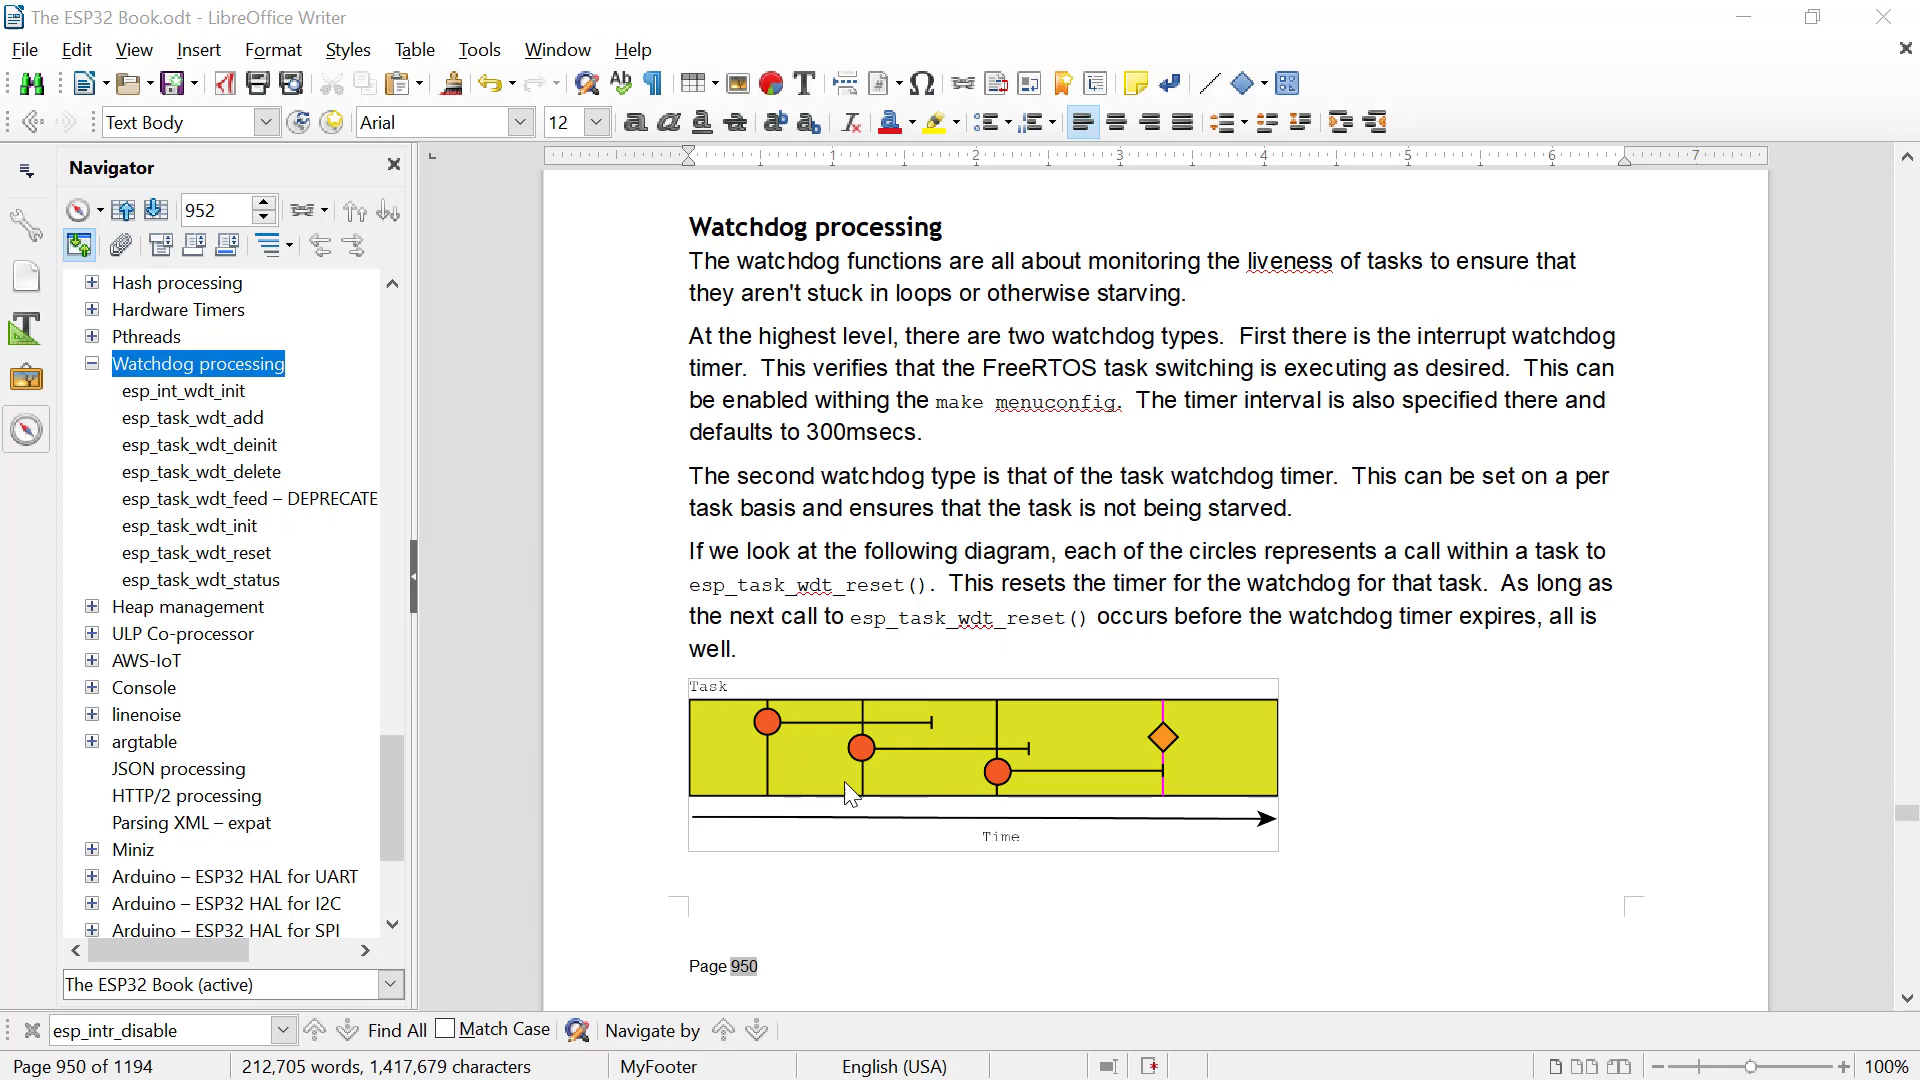 The ESP32 Book.odt - LibreOffice Writer
File Edit View Insert Format Styles Table Tools Window Help
Text Body Arial 12
Navigator
952
1 2 3 4 5 6 7
Hash processing
Hardware Timers
Pthreads
Watchdog processing
esp_int_wdt_init
esp_task_wdt_add
esp_task_wdt_deinit
esp_task_wdt_delete
esp_task_wdt_feed – DEPRECATE
esp_task_wdt_init
esp_task_wdt_reset
esp_task_wdt_status
Heap management
ULP Co-processor
AWS-IoT
Console
linenoise
argtable
JSON processing
HTTP/2 processing
Parsing XML – expat
Miniz
Arduino – ESP32 HAL for UART
Arduino – ESP32 HAL for I2C
Arduino – ESP32 HAL for SPI
The ESP32 Book (active)
Watchdog processing
The watchdog functions are all about monitoring the liveness of tasks to ensure that
they aren't stuck in loops or otherwise starving.
At the highest level, there are two watchdog types.  First there is the interrupt watchdog
timer.  This verifies that the FreeRTOS task switching is executing as desired.  This can
be enabled withing the make menuconfig.  The timer interval is also specified there and
defaults to 300msecs.
The second watchdog type is that of the task watchdog timer.  This can be set on a per
task basis and ensures that the task is not being starved.
If we look at the following diagram, each of the circles represents a call within a task to
esp_task_wdt_reset().  This resets the timer for the watchdog for that task.  As long as
the next call to esp_task_wdt_reset() occurs before the watchdog timer expires, all is
well.
Task
Time
Page 950
esp_intr_disable Find All Match Case Navigate by
Page 950 of 1194 212,705 words, 1,417,679 characters MyFooter English (USA) 100%